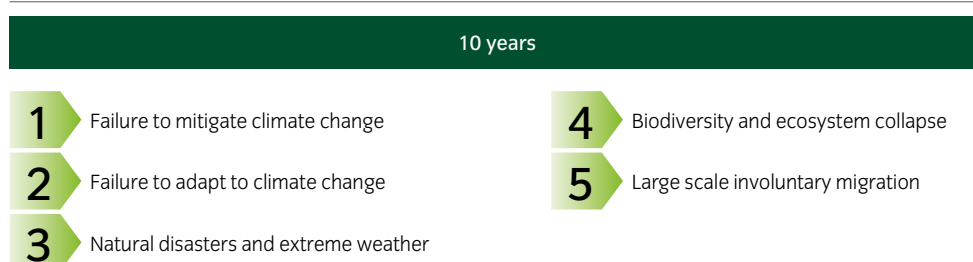 10 years
1 Failure to mitigate climate change
2 Failure to adapt to climate change
3 Natural disasters and extreme weather
4 Biodiversity and ecosystem collapse
5 Large scale involuntary migration